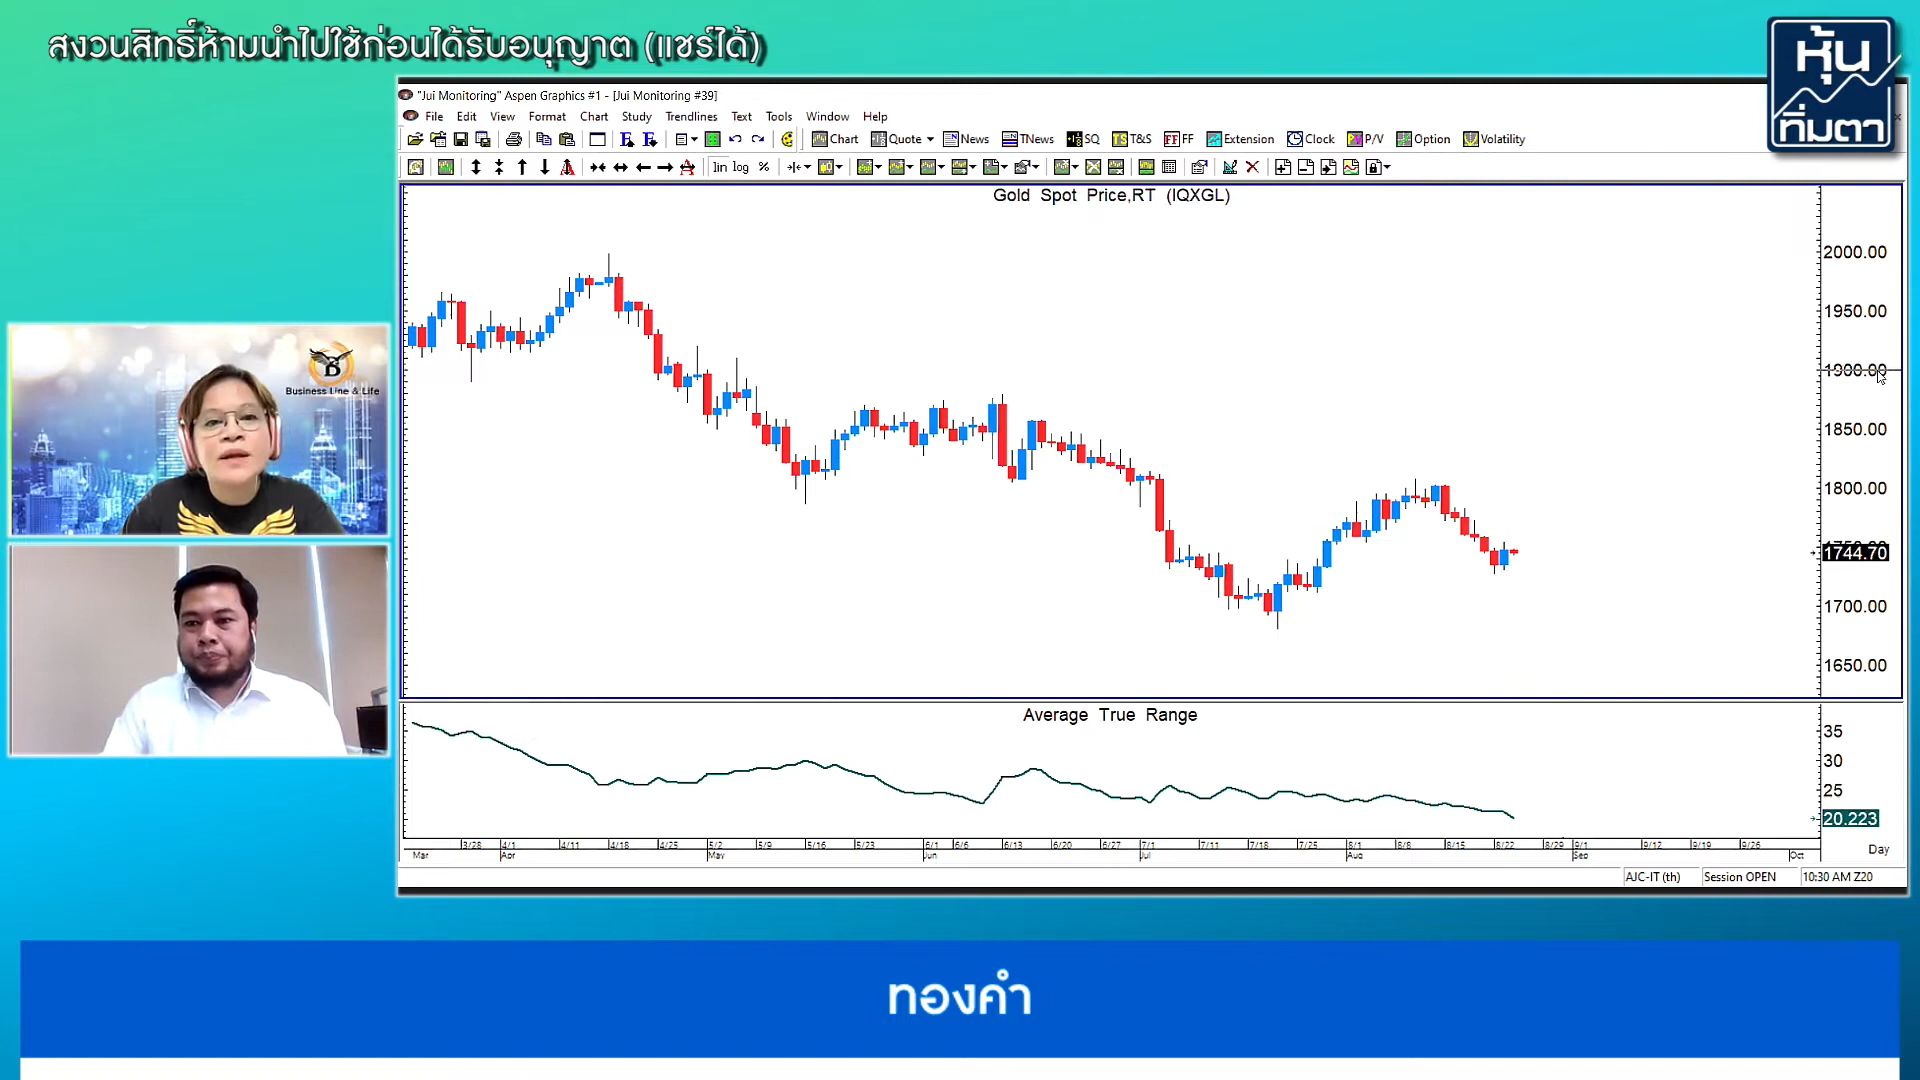 สงวนสิทธิ์ห้ามนำไปใช้ก่อนได้รับอนุญาต (แชร์ได้)
หุ้น
ทิ่มตา
"Jui Monitoring" Aspen Graphics #1 - [Jui Monitoring #39]
File Edit View Format Chart Study Trendlines Text Tools Window Help
Chart Quote News TNews SQ T&S FF Extension Clock P/V Option Volatility
lin log %
Gold Spot Price,RT (IQXGL)
2000.00
1950.00
1900.00
1850.00
1800.00
1744.70
1700.00
1650.00
B
Business Line & Life
Average True Range
35
30
25
20.223
3/28 4/1 4/11 4/18 4/25 5/2 5/9 5/16 5/23 6/1 6/6 6/13 6/20 6/27 7/1 7/11 7/18 7/25 8/1 8/8 8/15 8/22 8/29 9/1 9/12 9/19 9/26
Mar Apr May Jun Jul Aug Sep Oct Day
AJC-IT (th) Session OPEN 10:30 AM Z20
ทองคำ